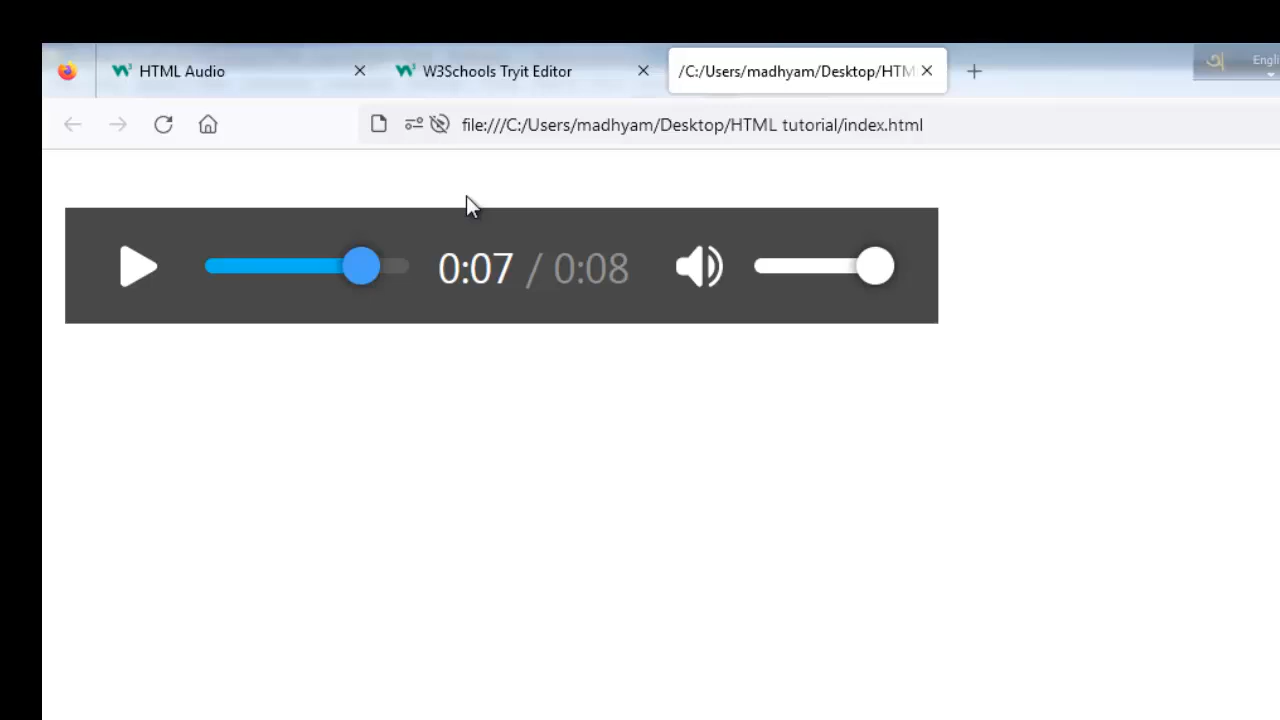 HTML Audio
W3Schools Tryit Editor
/C:/Users/madhyam/Desktop/HTM
Engli
file:///C:/Users/madhyam/Desktop/HTML tutorial/index.html
0:07 / 0:08